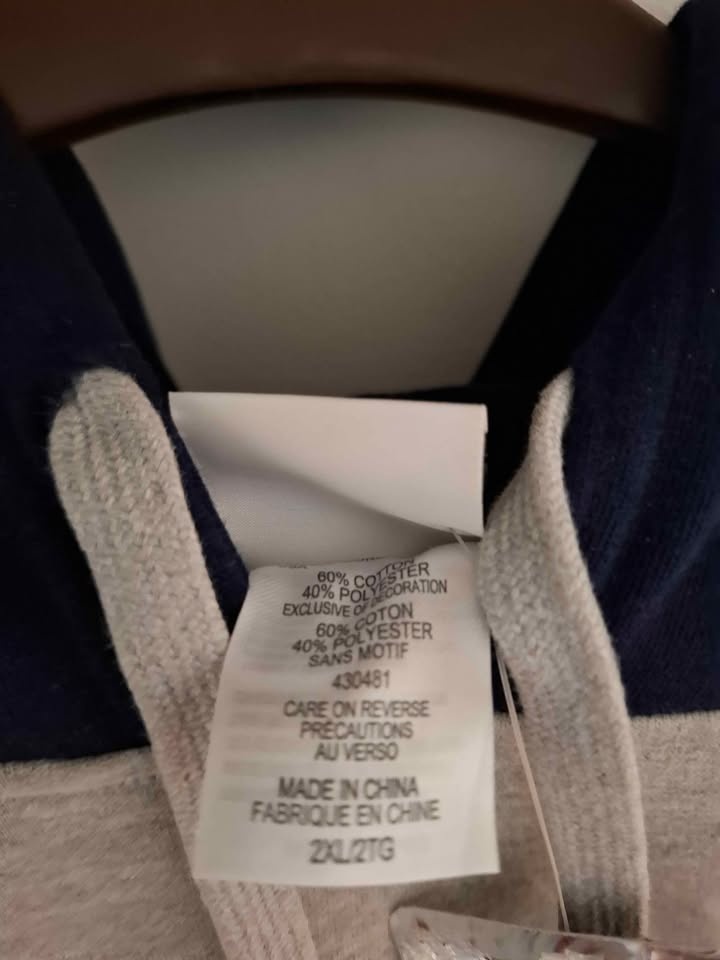 60% COTTON
40% POLYESTER
EXCLUSIVE OF DECORATION
60% COTON
40% POLYESTER
SANS MOTIF
430481
CARE ON REVERSE
PRÉCAUTIONS
AU VERSO
MADE IN CHINA
FABRIQUE EN CHINE
2XL/2TG